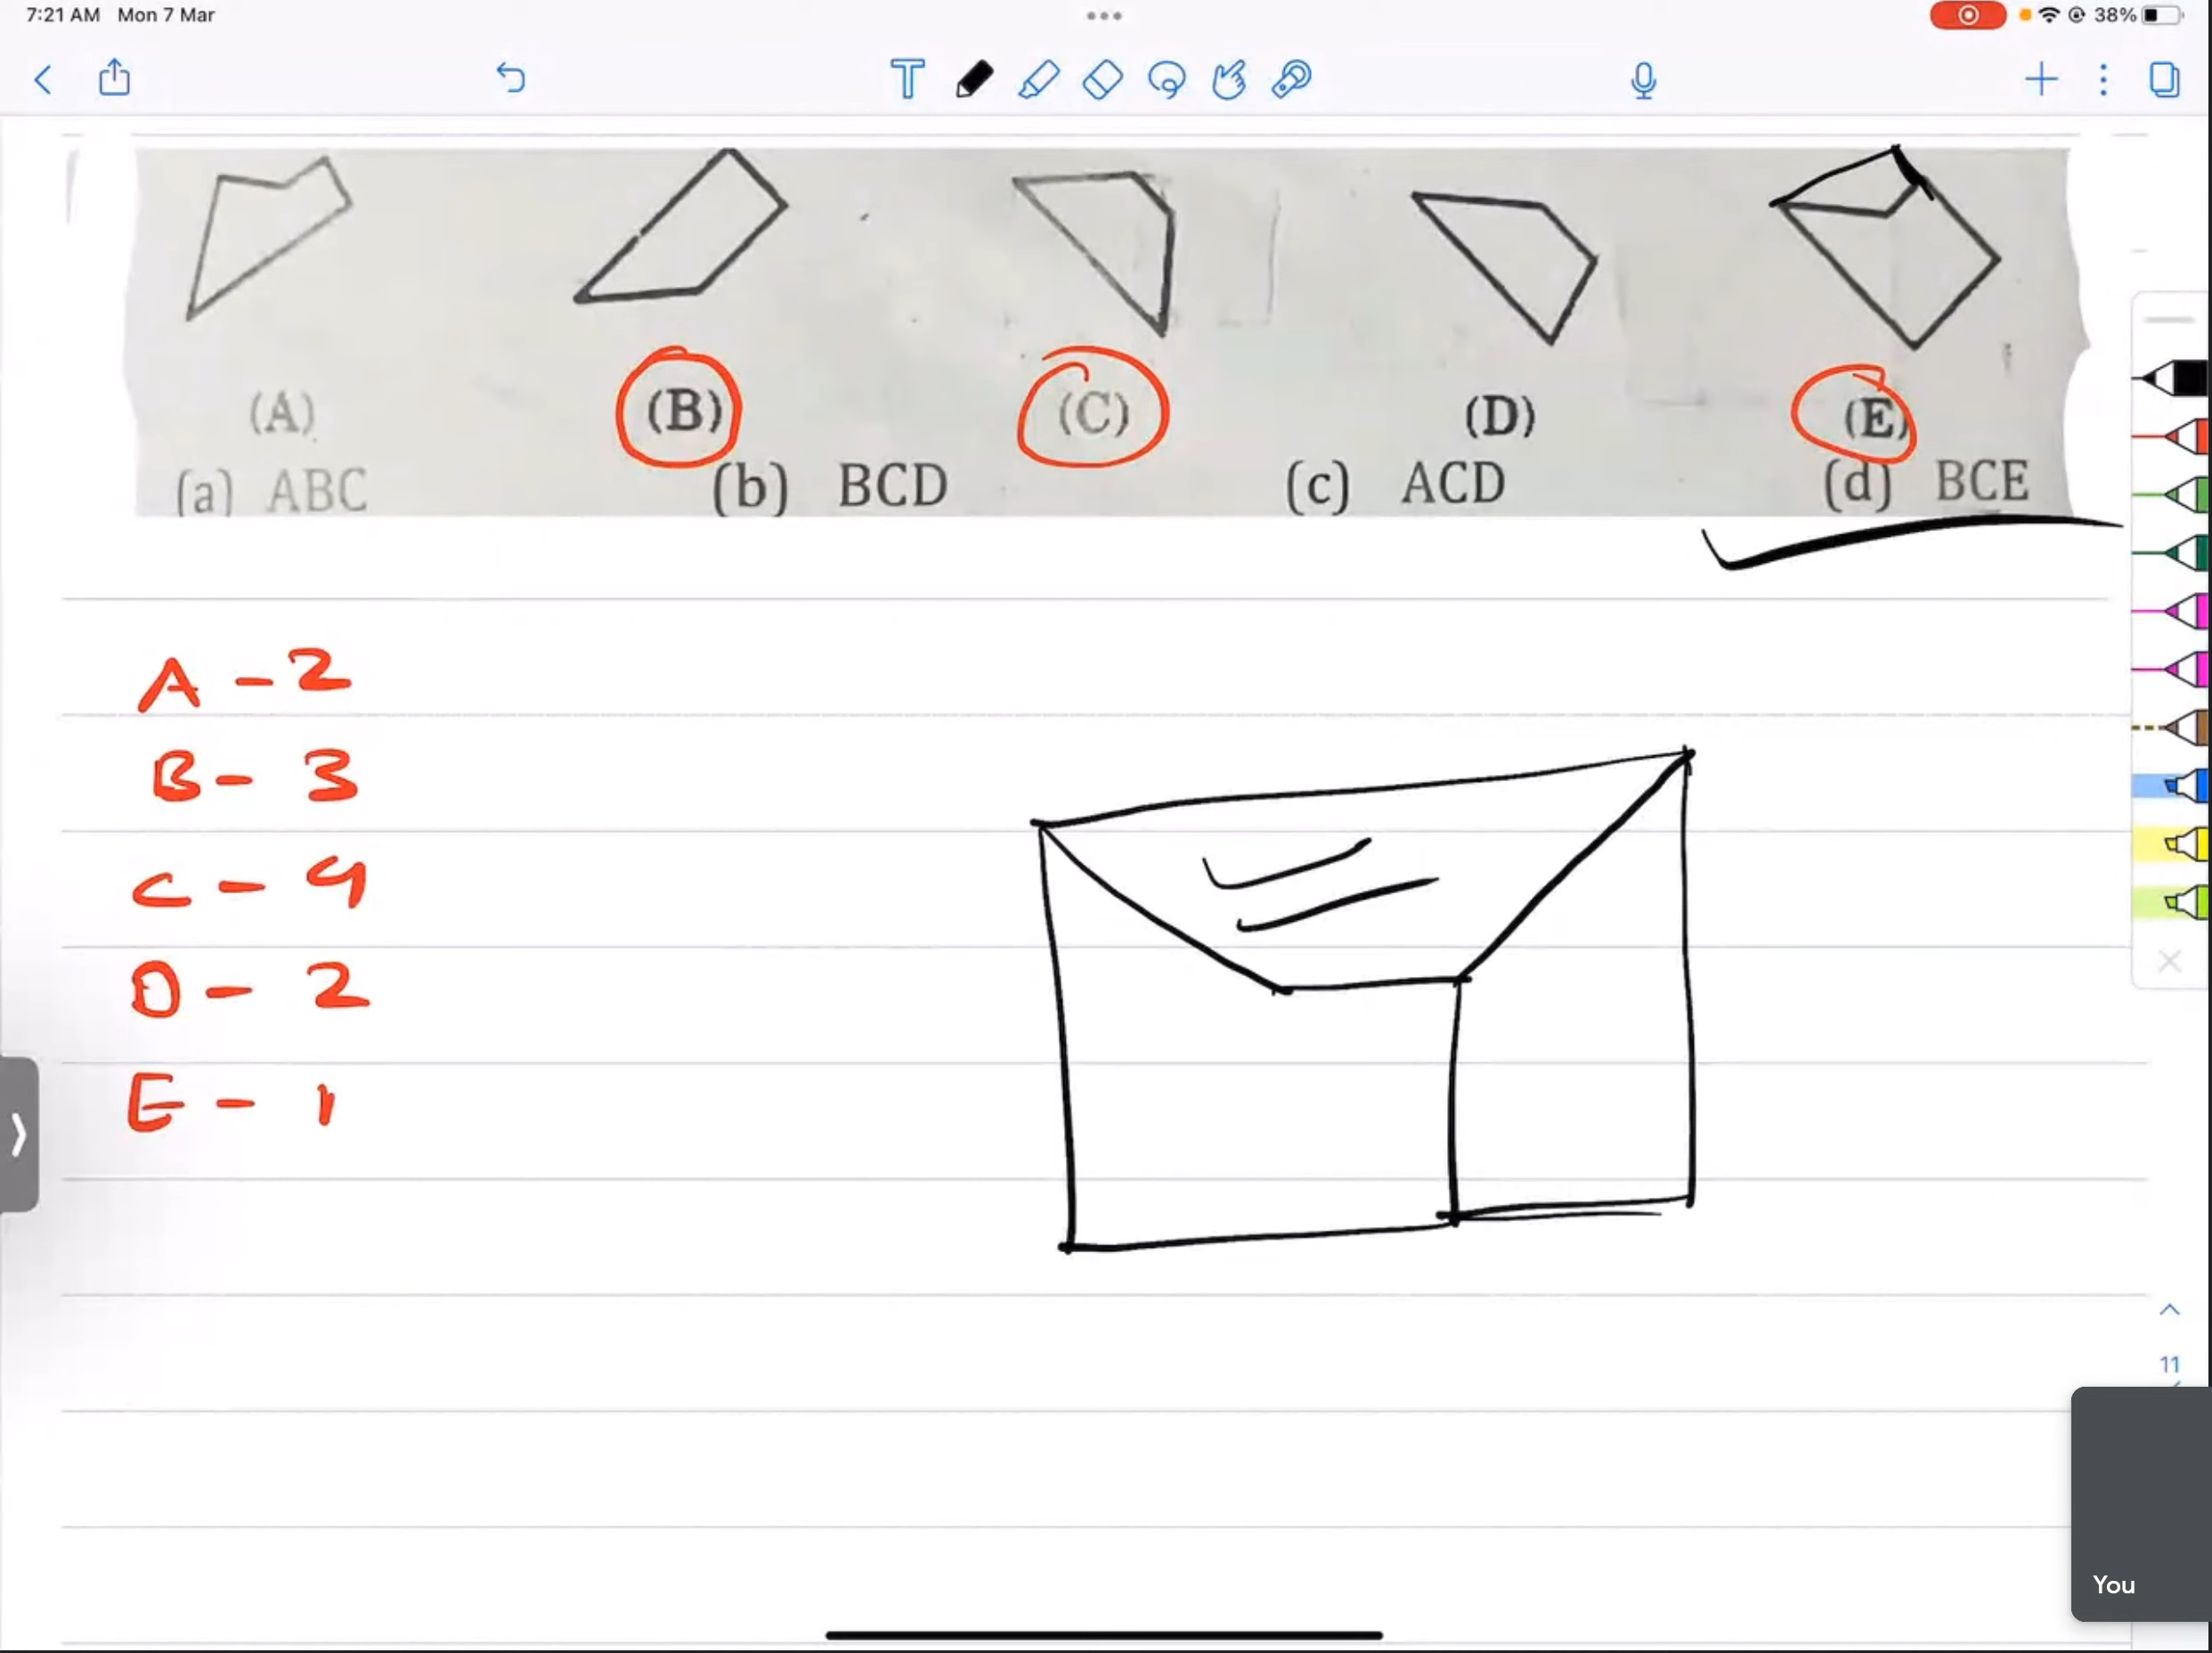 7:21 AM Mon 7 Mar
38%
T
(A) (B) (C) (D) (E)
(a) ABC (b) BCD (c) ACD (d) BCE
A - 2
B - 3
C - 4
D - 2
E - 1
11
You